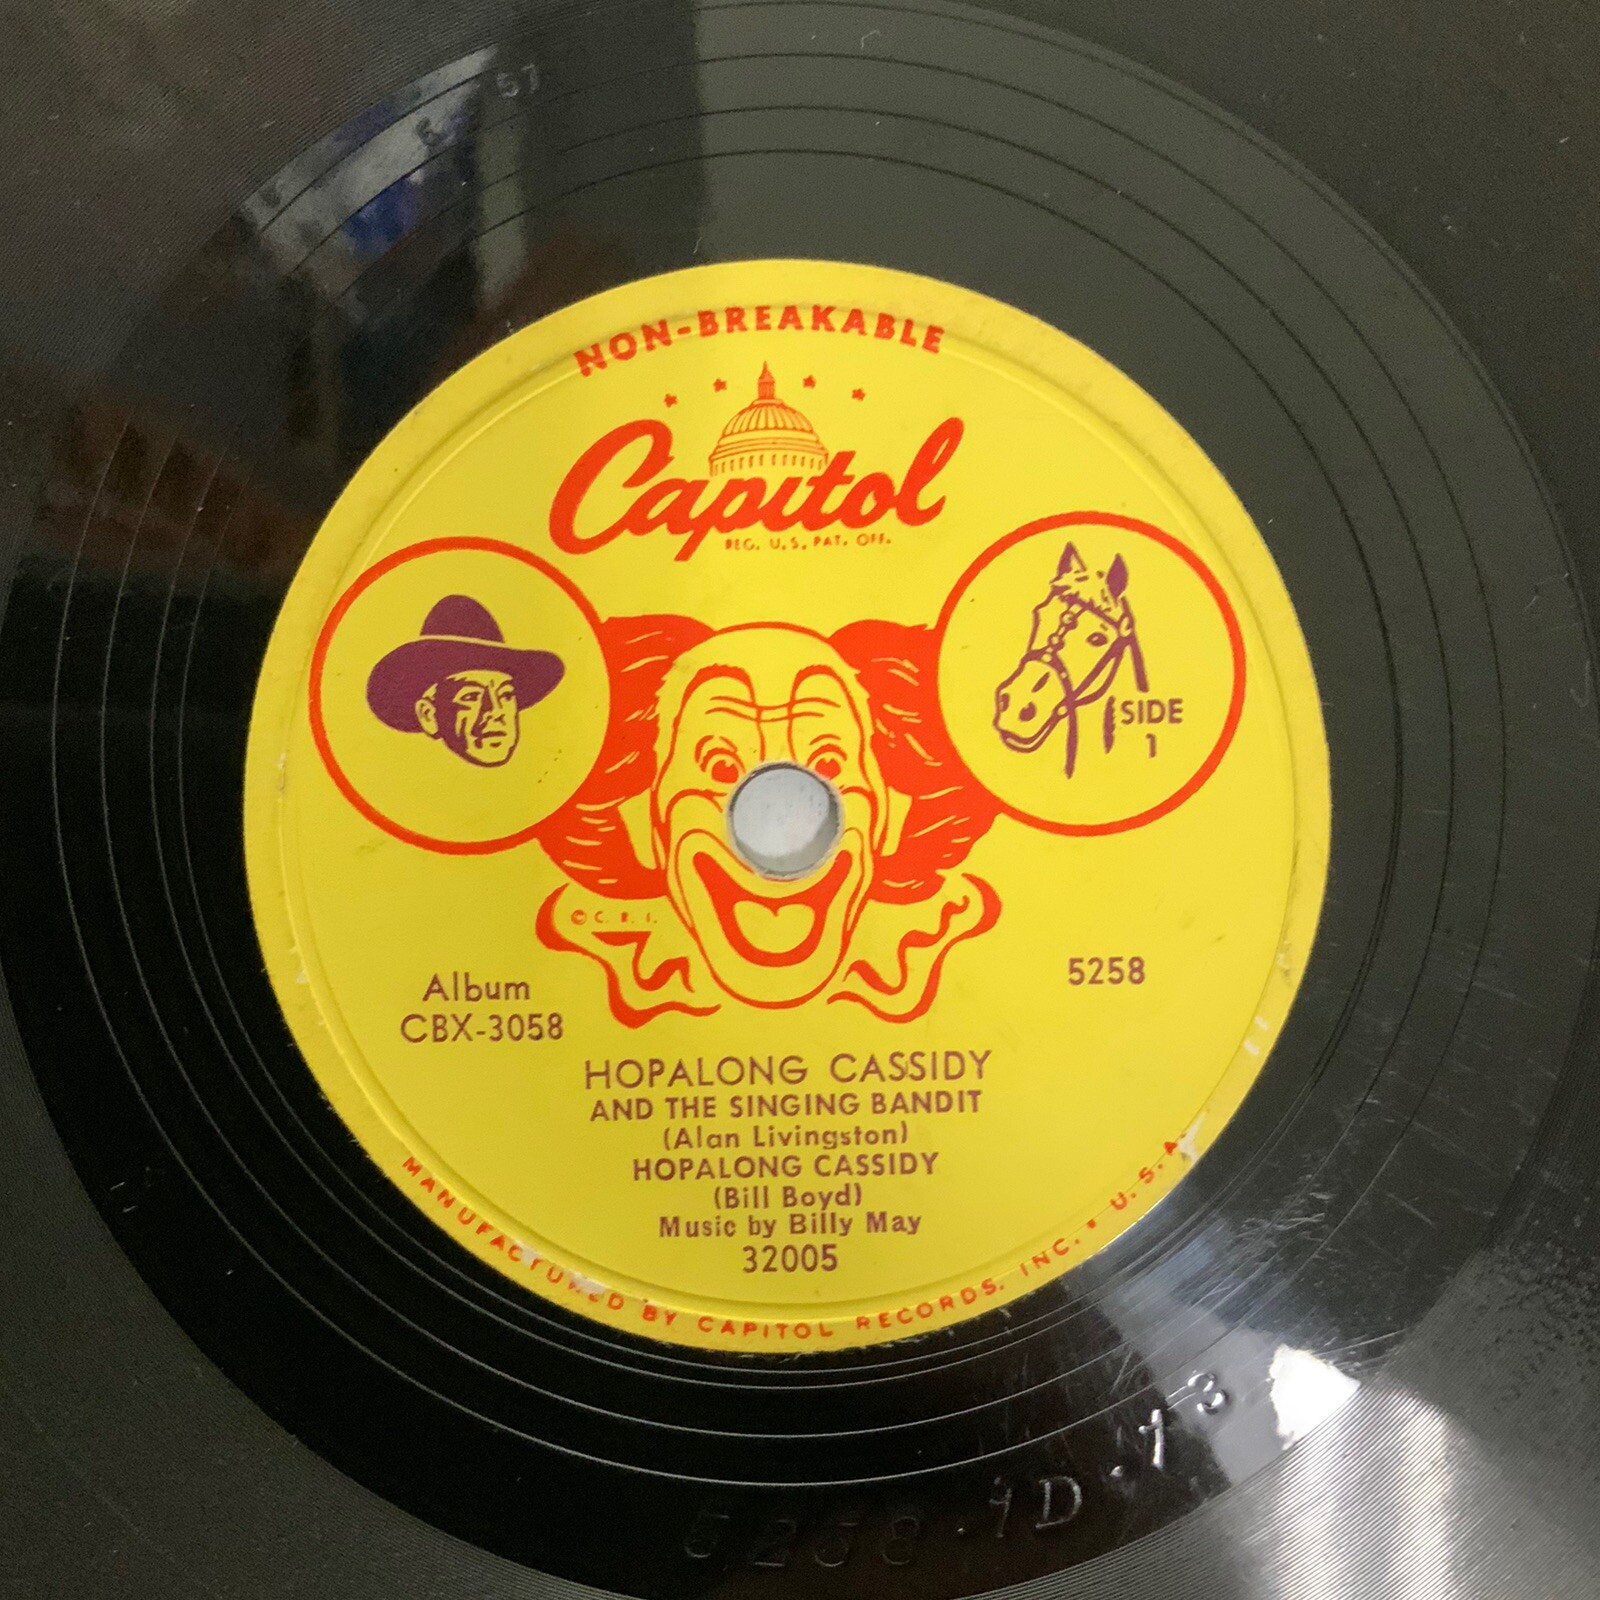 NON-BREAKABLE
Capitol
REG. U.S. PAT. OFF.
SIDE
1
© C. R. I.
Album
CBX-3058
5258
HOPALONG CASSIDY
AND THE SINGING BANDIT
(Alan Livingston)
HOPALONG CASSIDY
(Bill Boyd)
Music by Billy May
32005
MANUFACTURED BY CAPITOL RECORDS, INC. • U.S.A.
5258